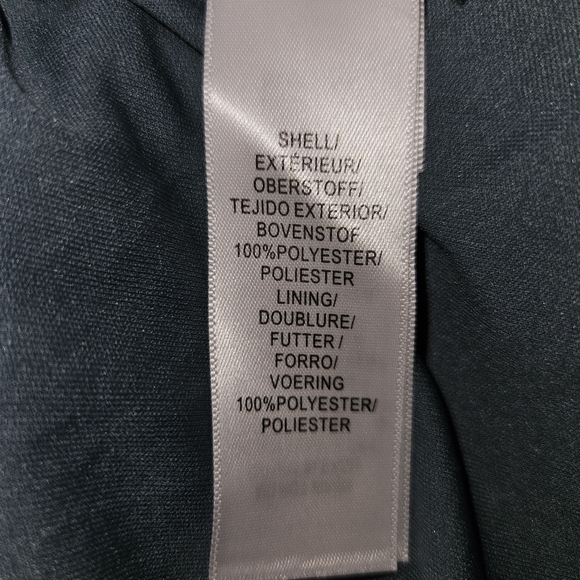 SHELL/
EXTÉRIEUR/
OBERSTOFF/
TEJIDO EXTERIOR/
BOVENSTOF
100%POLYESTER/
POLIESTER
LINING/
DOUBLURE/
FUTTER /
FORRO/
VOERING
100%POLYESTER/
POLIESTER